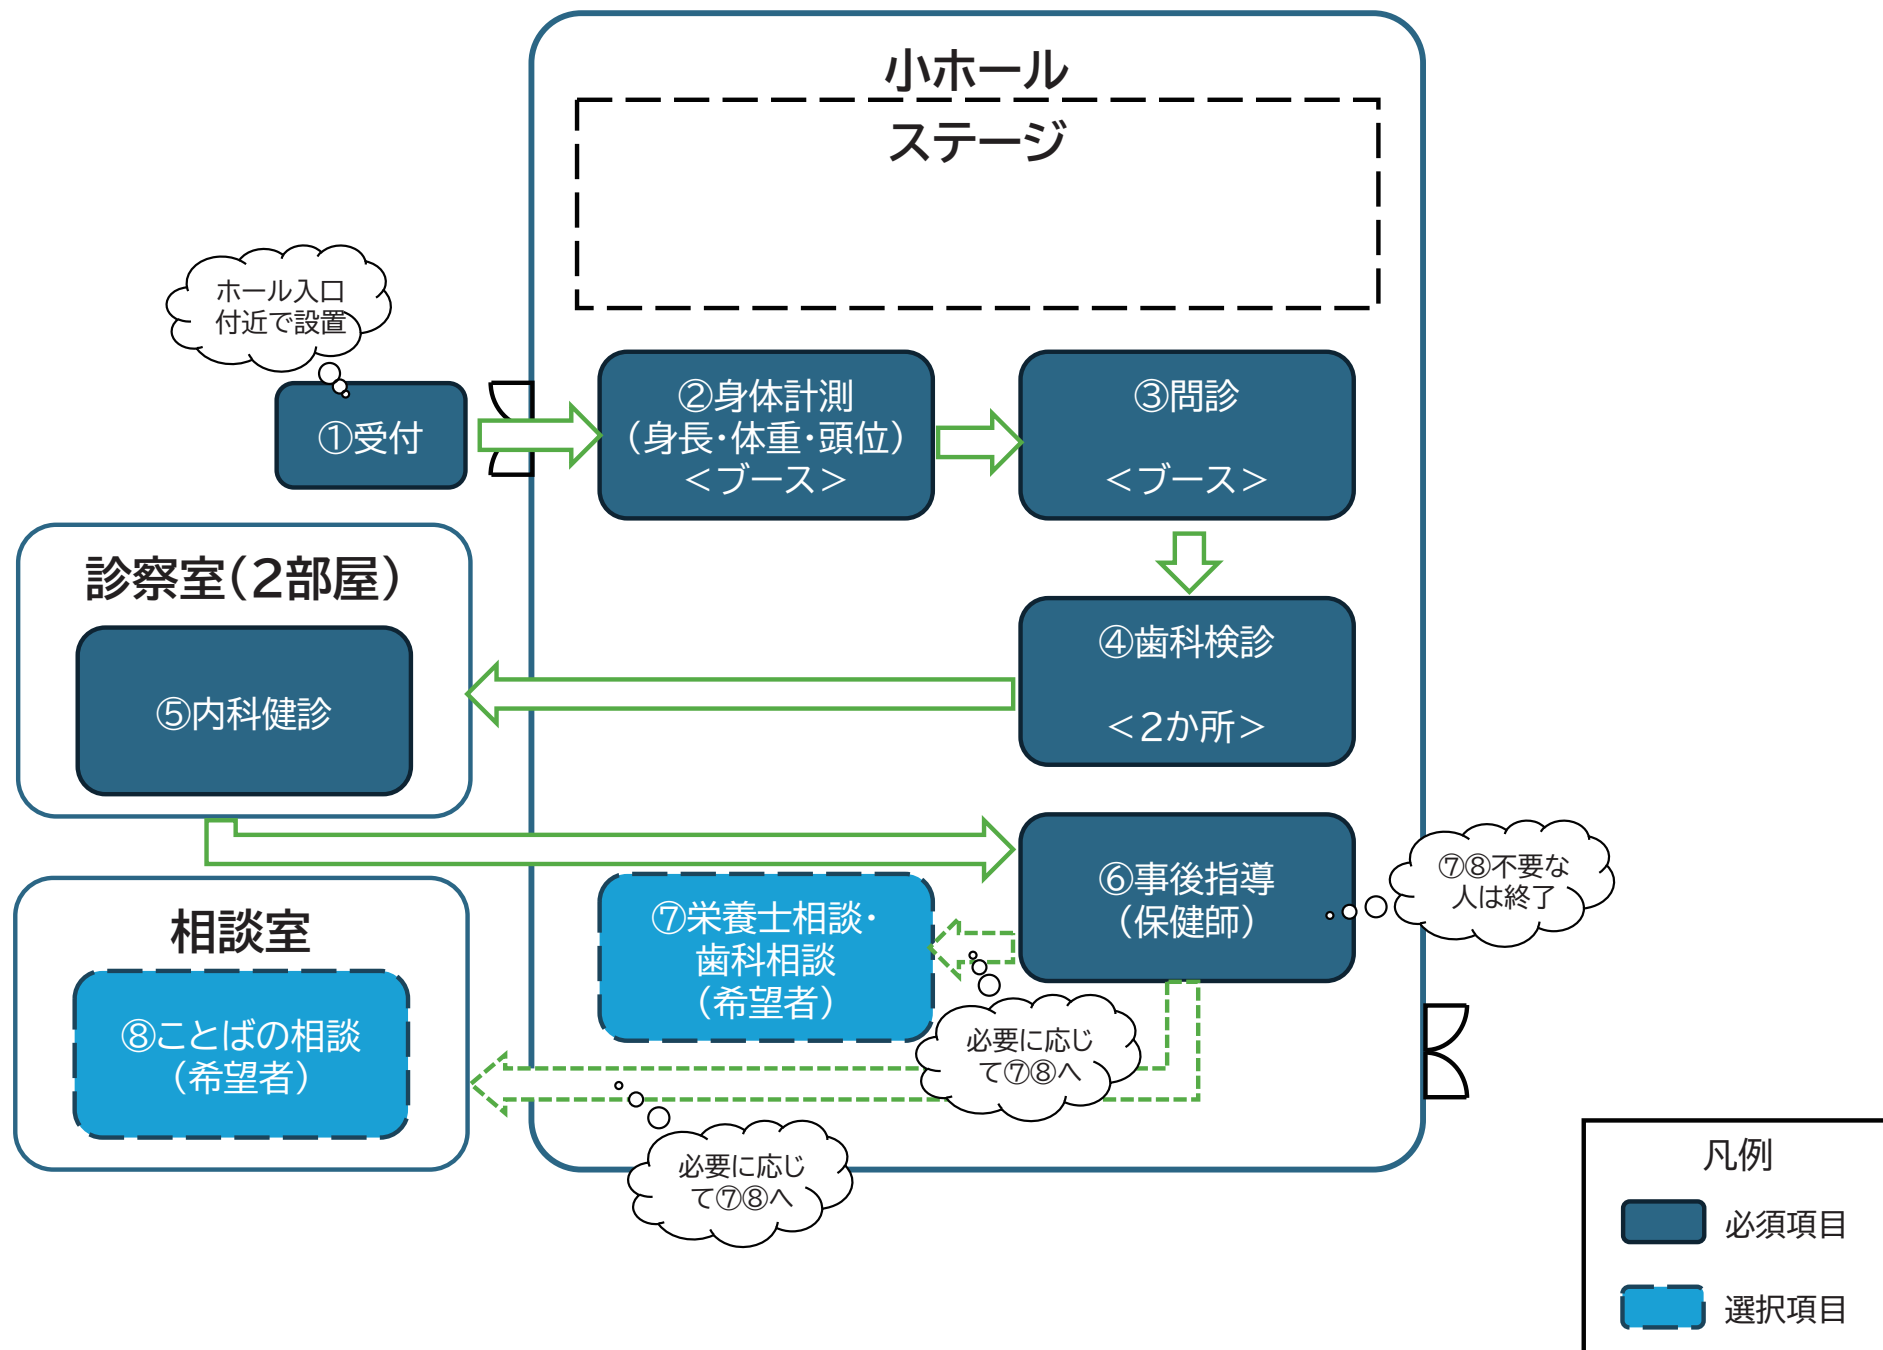 小ホール
ステージ
ホール入口
付近で設置
①受付
②身体計測
（身長・体重・頭位）
＜ブース＞
③問診
＜ブース＞
診察室（2部屋）
④歯科検診
＜2か所＞
⑤内科健診
⑥事後指導
（保健師）
⑦⑧不要な
人は終了
⑦栄養士相談・
歯科相談
（希望者）
相談室
⑧ことばの相談
（希望者）
必要に応じ
て⑦⑧へ
必要に応じ
て⑦⑧へ
凡例
必須項目
選択項目